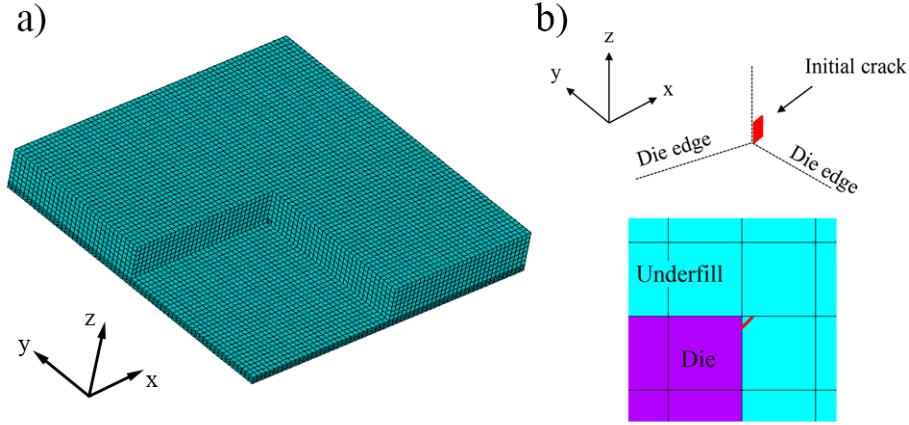 a)
z
y
x
b)
z
y
x
Initial crack
Die edge
Die edge
Underfill
Die